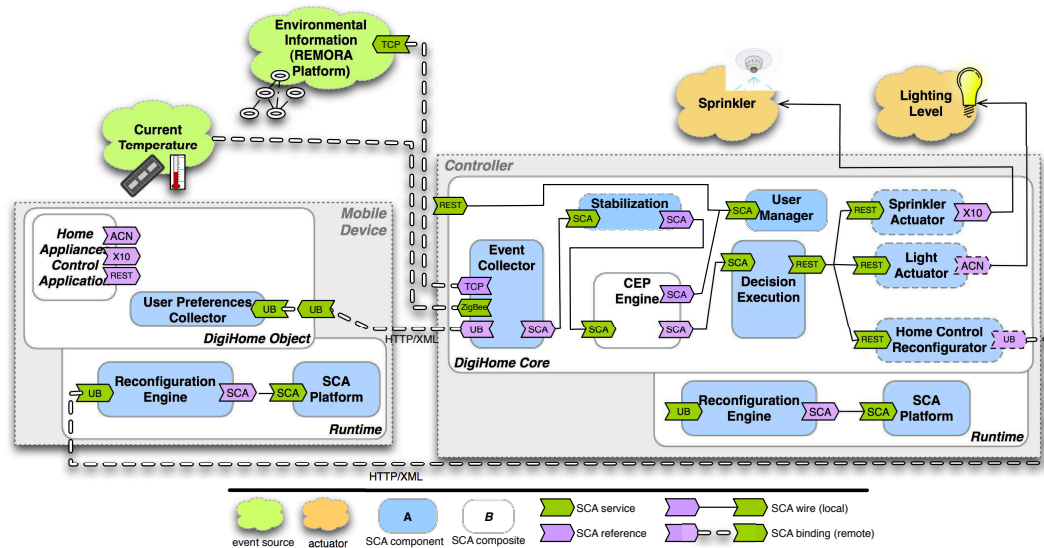 Environmental
Information
(REMORA
Platform)
TCP
Current
Temperature
Sprinkler
Lighting
Level
Mobile
Device
Home
Appliance
Control
Applicatio
ACN
X10
REST
User Preferences
Collector
UB
UB
DigiHome Object
UB
Reconfiguration
Engine
SCA
SCA
SCA
Platform
Runtime
HTTP/XML
HTTP/XML
Controller
REST
Event
Collector
TCP
ZigBee
UB
SCA
SCA
Stabilization
SCA
CEP
Engine
SCA
SCA
SCA
SCA
User
Manager
SCA
Decision
Execution
REST
REST
Sprinkler
Actuator
X10
REST
Light
Actuator
ACN
REST
Home Control
Reconfigurator
UB
DigiHome Core
UB
Reconfiguration
Engine
SCA
SCA
SCA
Platform
Runtime
event source
actuator
A
SCA component
B
SCA composite
SCA service
SCA reference
SCA wire (local)
SCA binding (remote)